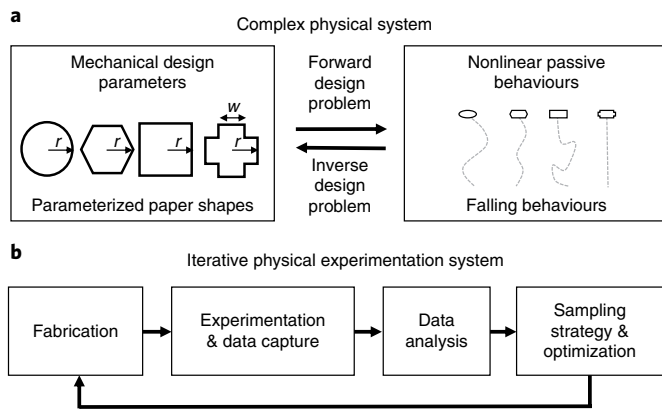 a
Complex physical system
Mechanical design
parameters
w
r
r
r
r
Parameterized paper shapes
Forward
design
problem
Inverse
design
problem
Nonlinear passive
behaviours
Falling behaviours
b
Iterative physical experimentation system
Fabrication
Experimentation
& data capture
Data
analysis
Sampling
strategy &
optimization